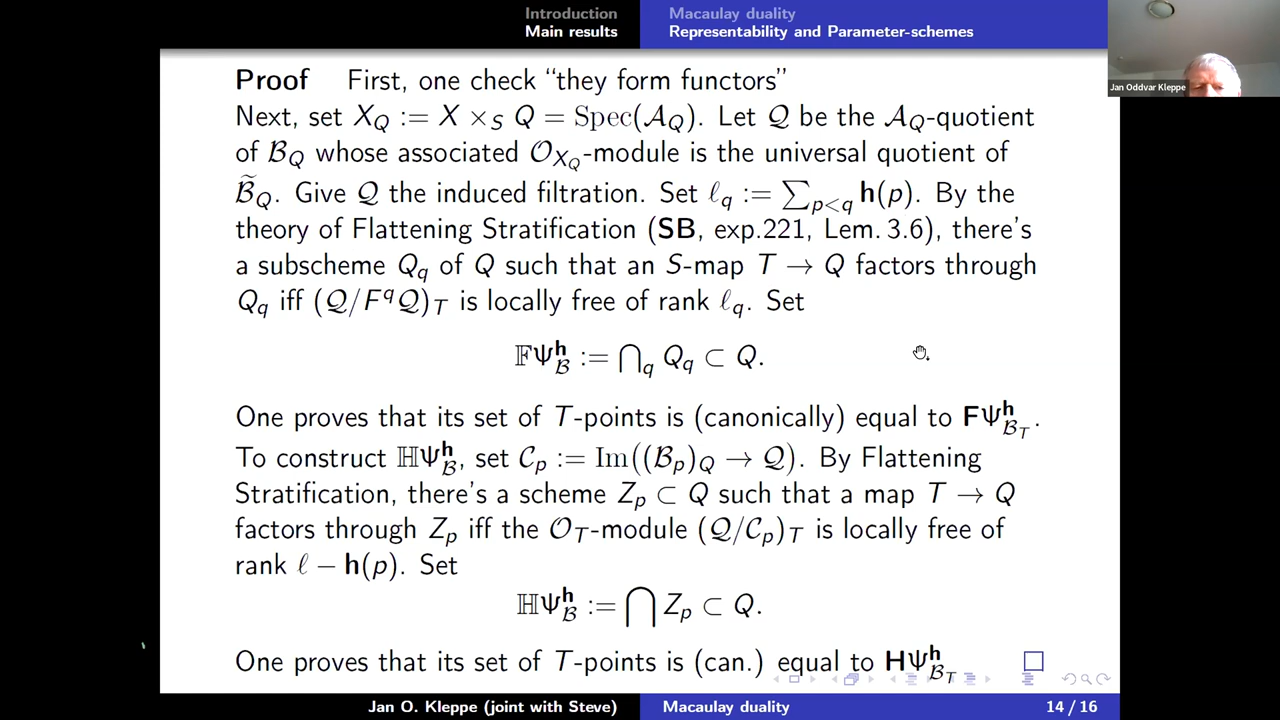 Introduction
Main results
Macaulay duality
Representability and Parameter-schemes
Jan Oddvar Kleppe
Proof First, one check “they form functors”
Next, set X_Q := X ×_S Q = Spec(𝒜_Q). Let 𝒬 be the 𝒜_Q-quotient
of ℬ_Q whose associated 𝒪_{X_Q}-module is the universal quotient of
ℬ̃_Q. Give 𝒬 the induced filtration. Set ℓ_q := ∑_{p<q} h(p). By the
theory of Flattening Stratification (SB, exp.221, Lem. 3.6), there's
a subscheme Q_q of Q such that an S-map T → Q factors through
Q_q iff (𝒬/F^q𝒬)_T is locally free of rank ℓ_q. Set
𝔽Ψ^h_ℬ := ⋂_q Q_q ⊂ Q.
One proves that its set of T-points is (canonically) equal to FΨ^h_{ℬ_T}.
To construct ℍΨ^h_ℬ, set 𝒞_p := Im((ℬ_p)_Q → 𝒬). By Flattening
Stratification, there's a scheme Z_p ⊂ Q such that a map T → Q
factors through Z_p iff the 𝒪_T-module (𝒬/𝒞_p)_T is locally free of
rank ℓ − h(p). Set
ℍΨ^h_ℬ := ⋂ Z_p ⊂ Q.
One proves that its set of T-points is (can.) equal to HΨ^h_{ℬ_T} □
Jan O. Kleppe (joint with Steve)
Macaulay duality
14 / 16